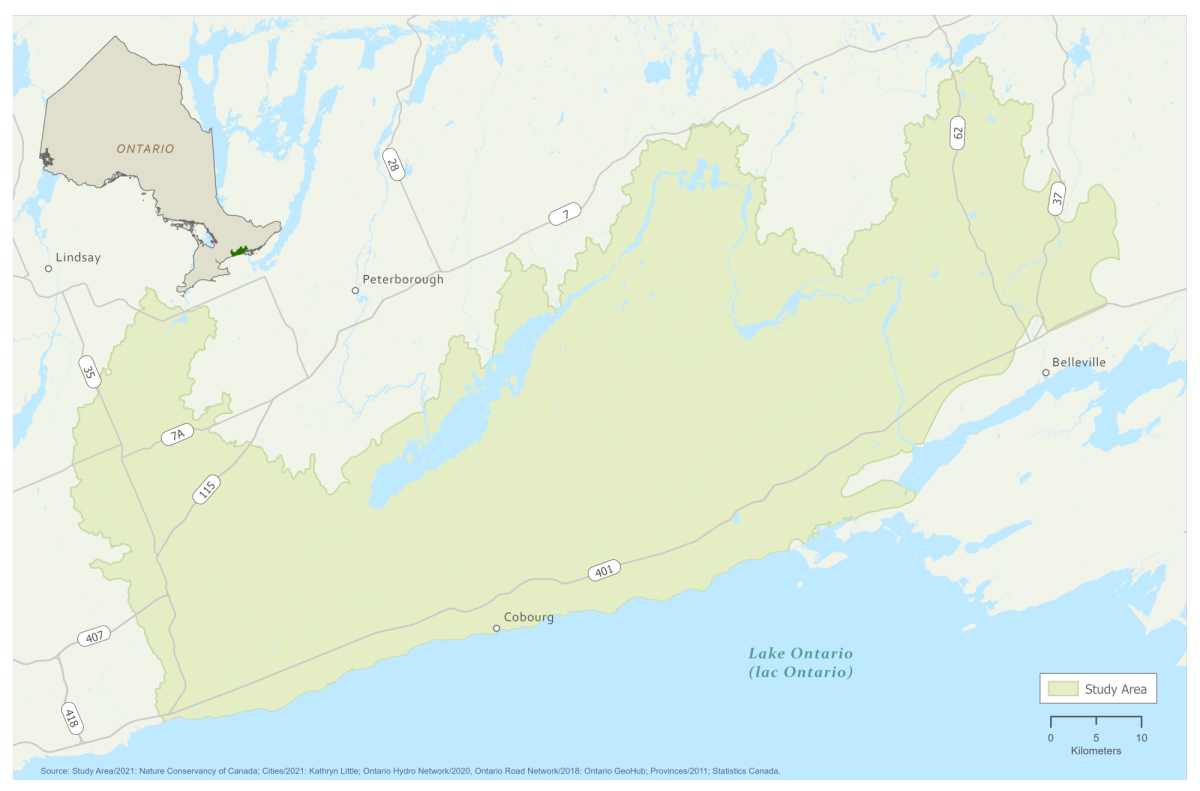 ONTARIO
62
28
37
7
Lindsay
Peterborough
Belleville
35
7A
115
401
Cobourg
407
Lake Ontario
(lac Ontario)
418
Study Area
0 5 10
Kilometers
Source: Study Area/2021: Nature Conservancy of Canada; Cities/2021: Kathryn Little; Ontario Hydro Network/2020, Ontario Road Network/2018: Ontario GeoHub; Provinces/2011; Statistics Canada.